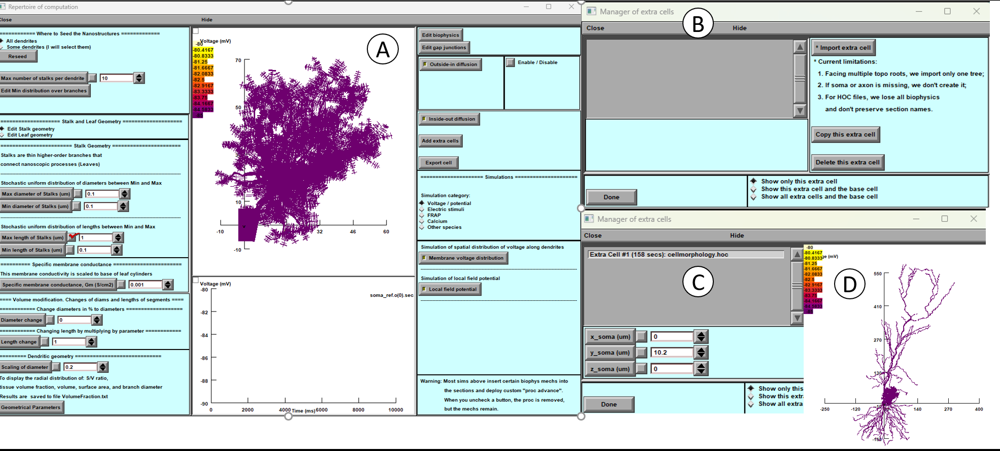 Repertoire of computation
Close Hide
============ Where to Seed the Nanostructures =============
All dendrites
Some dendrites (I will select them)
Reseed
Max number of stalks per dendrite 10
Edit Min distribution over branches
==================== Stalk and Leaf Geometry ====================
Edit Stalk geometry
Edit Leaf geometry
======================== Stalk Geometry =======================
Stalks are thin higher-order branches that
connect nanoscopic processes (Leaves)
Stochastic uniform distribution of diameters between Min and Max
Max diameter of Stalks (um) 0.1
Min diameter of Stalks (um) 0.1
Stochastic uniform distribution of lengths between Min and Max
Max length of Stalks (um) 1
Min length of Stalks (um) 0.1
========== Specific membrane conductance =======================
This membrane conductivity is scaled to base of leaf cylinders
Specific membrane conductance, Gm (S/cm2) 0.001
==== Volume modification. Changes of diams and lengths of segments ====
============ Change diameters in % to diameters ===================
Diameter change 0
============ Changing length by multiplying by parameter ============
Length change 1
========= Dendritic geometry =============================
Scaling of diameter 0.2
To display the radial distribution of: S/V ratio,
tissue volume fraction, volume, surface area, and branch diameter
Results are saved to file VolumeFraction.txt
Geometrical Parameters
Voltage (mV)
-80
-80.4167
-80.8333
-81.25
-81.6667
-82.0833
-82.5
-82.9167
-83.3333
-83.75
-84.1667
-84.5833
-85
A
70
50
10
-10 32 46 60
-10
Voltage (mV)
-80
soma_ref.o(0).sec
-82
-84
-86
-88
-90
0 2000 4000 Time (ms) 6000 8000 10000
Edit biophysics
Edit gap junctions
Outside-in diffusion
Enable / Disable
Inside-out diffusion
Add extra cells
Export cell
===================== Simulations =====================
Simulation category:
Voltage / potential
Electric stimuli
FRAP
Calcium
Other species
Simulation of spatial distribution of voltage along dendrites
Membrane voltage distribution
Simulation of local field potential
Local field potential
Warning: Most sims above insert certain biophys mechs into
the sections and deploy custom "proc advance".
When you uncheck a button, the proc is removed,
but the mechs remain.
Manager of extra cells
B
Close Hide
* Import extra cell
* Current limitations:
1. Facing multiple topo roots, we import only one tree;
2. If soma or axon is missing, we don't create it;
3. For HOC files, we lose all biophysics
and don't preserve section names.
Copy this extra cell
Delete this extra cell
Done
Show only this extra cell
Show this extra cell and the base cell
Show all extra cells and the base cell
Manager of extra cells
Close Hide
Extra Cell #1 (158 secs): cellmorphology.hoc
C
x_soma (um) 0
y_soma (um) 10.2
z_soma (um) 0
Done
Show only this
Show this extr
Show all extra
-80
-80.4167
-80.8333
ge (mV)
-81.25
-81.6667
-82.0833
-82.5
-82.9167
-83.3333
-83.75
-84.1667
-84.5833
-85
D
550
410
270
130
-10
-250 -120 140 270 400
-150